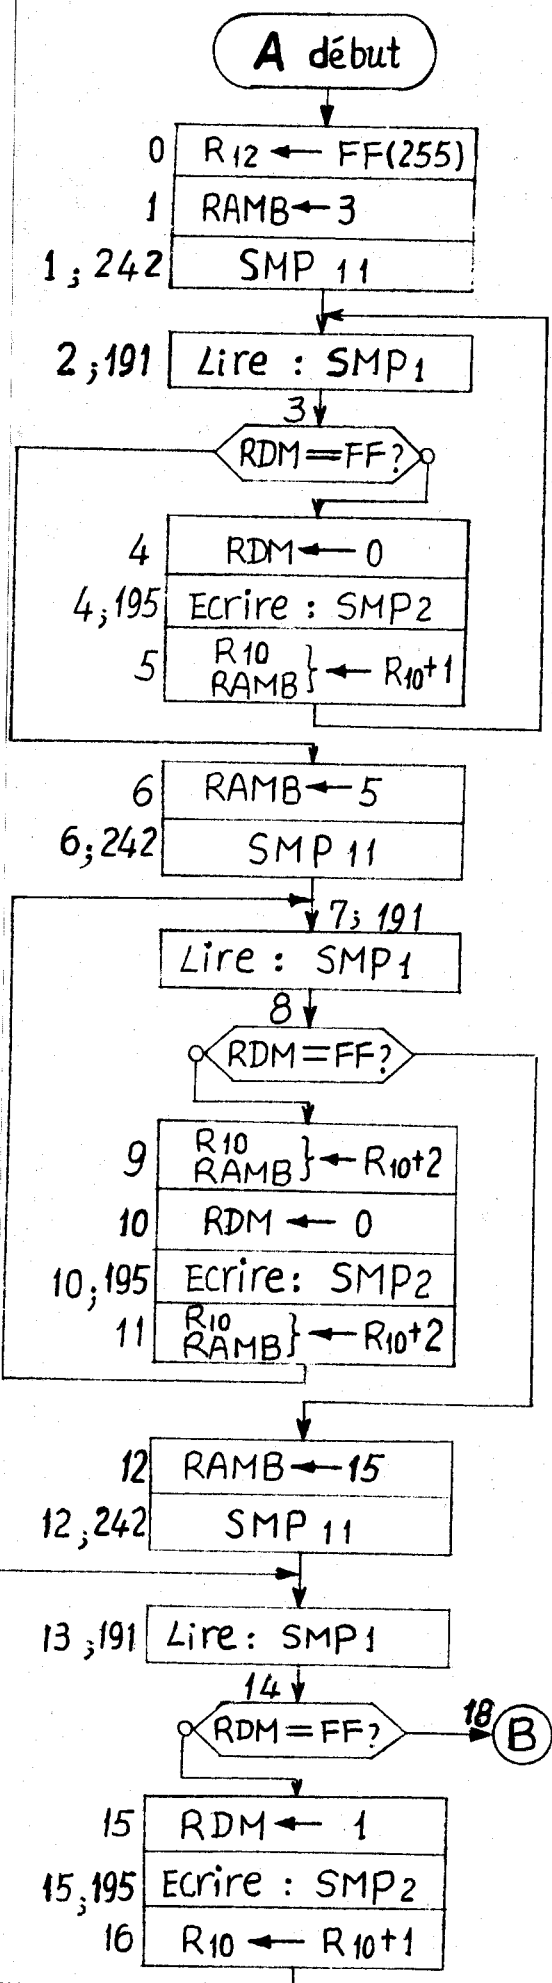 A début
0 R12 ← FF(255)
1 RAMB ← 3
1;242 SMP 11
2;191 Lire : SMP1
3
RDM==FF?
4 RDM ← 0
4,195 Ecrire : SMP2
5 R10
RAMB } ← R10+1
6 RAMB ← 5
6;242 SMP 11
7; 191
Lire : SMP1
8
RDM=FF?
9 R10
RAMB } ← R10+2
10 RDM ← 0
10,195 Ecrire: SMP2
11 R10
RAMB } ← R10+2
12 RAMB ← 15
12,242 SMP 11
13,191 Lire: SMP1
14
RDM=FF? 18 B
15 RDM ← 1
15,195 Ecrire : SMP2
16 R10 ← R10+1